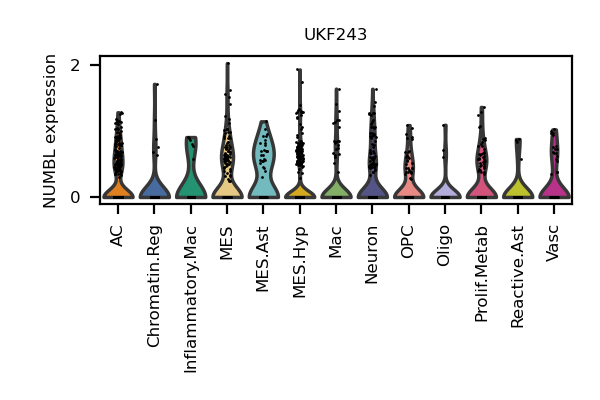 UKF243
NUMBL expression
2
0
AC
Chromatin.Reg
Inflammatory.Mac
MES
MES.Ast
MES.Hyp
Mac
Neuron
OPC
Oligo
Prolif.Metab
Reactive.Ast
Vasc